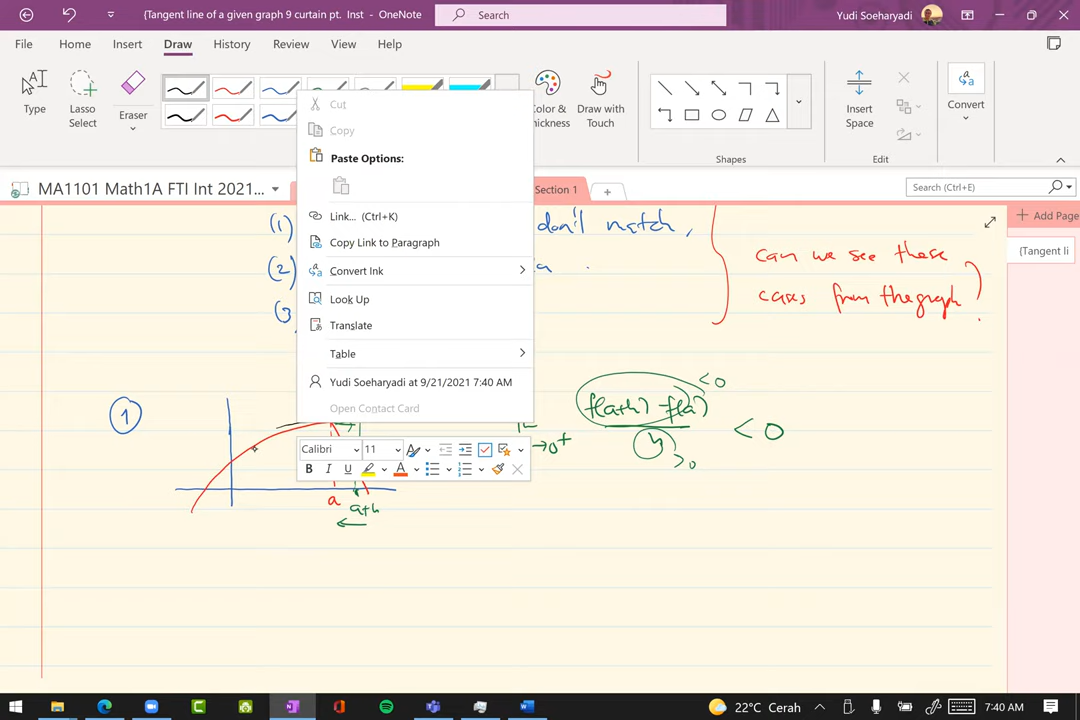 {Tangent line of a given graph 9 curtain pt. Inst - OneNote
Search
Yudi Soeharyadi
File Home Insert Draw History Review View Help
Type
Lasso Select
Eraser
Color & Thickness
Draw with Touch
Shapes
Insert Space
Edit
Convert
MA1101 Math1A FTI Int 2021...
Section 1
Search (Ctrl+E)
Add Page
{Tangent li
Cut
Copy
Paste Options:
Link... (Ctrl+K)
Copy Link to Paragraph
Convert Ink
Look Up
Translate
Table
Yudi Soeharyadi at 9/21/2021 7:40 AM
Open Contact Card
Calibri 11
B I U A
(1) don't match,
(2) a .
(3
can we see these
cases from the graph
1
→0+
f(a+h) - f(a) < 0
h > 0
< 0
a
a+h
22°C Cerah
7:40 AM